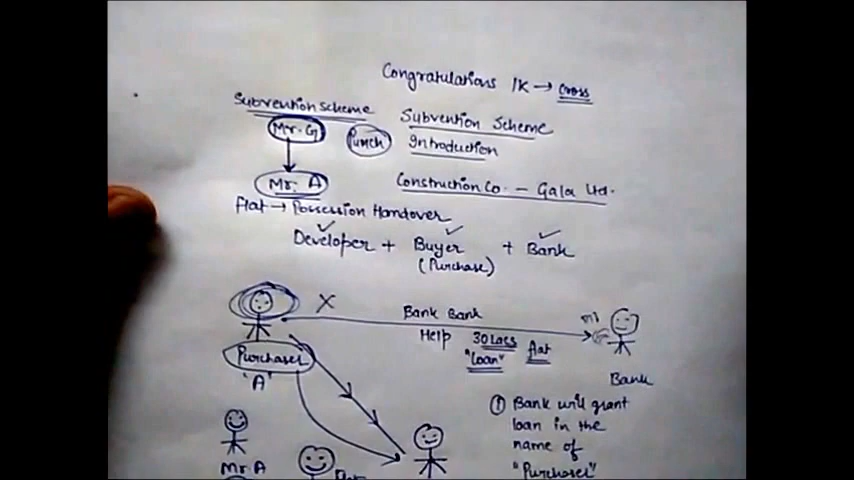 Congratulations 1K → Cross
Subvention Scheme
Subvention Scheme
Mr. G
Punch
Introduction
Mr. A
Construction Co. - Gala Ltd.
Flat → Possession Handover
Developer + Buyer + Bank
(Purchase)
X
Bank Bank
Help 30 Lacs flat
"loan"
Purchaser
Bank
'A'
① Bank will grant
loan in the
name of
"Purchaser"
Mr A